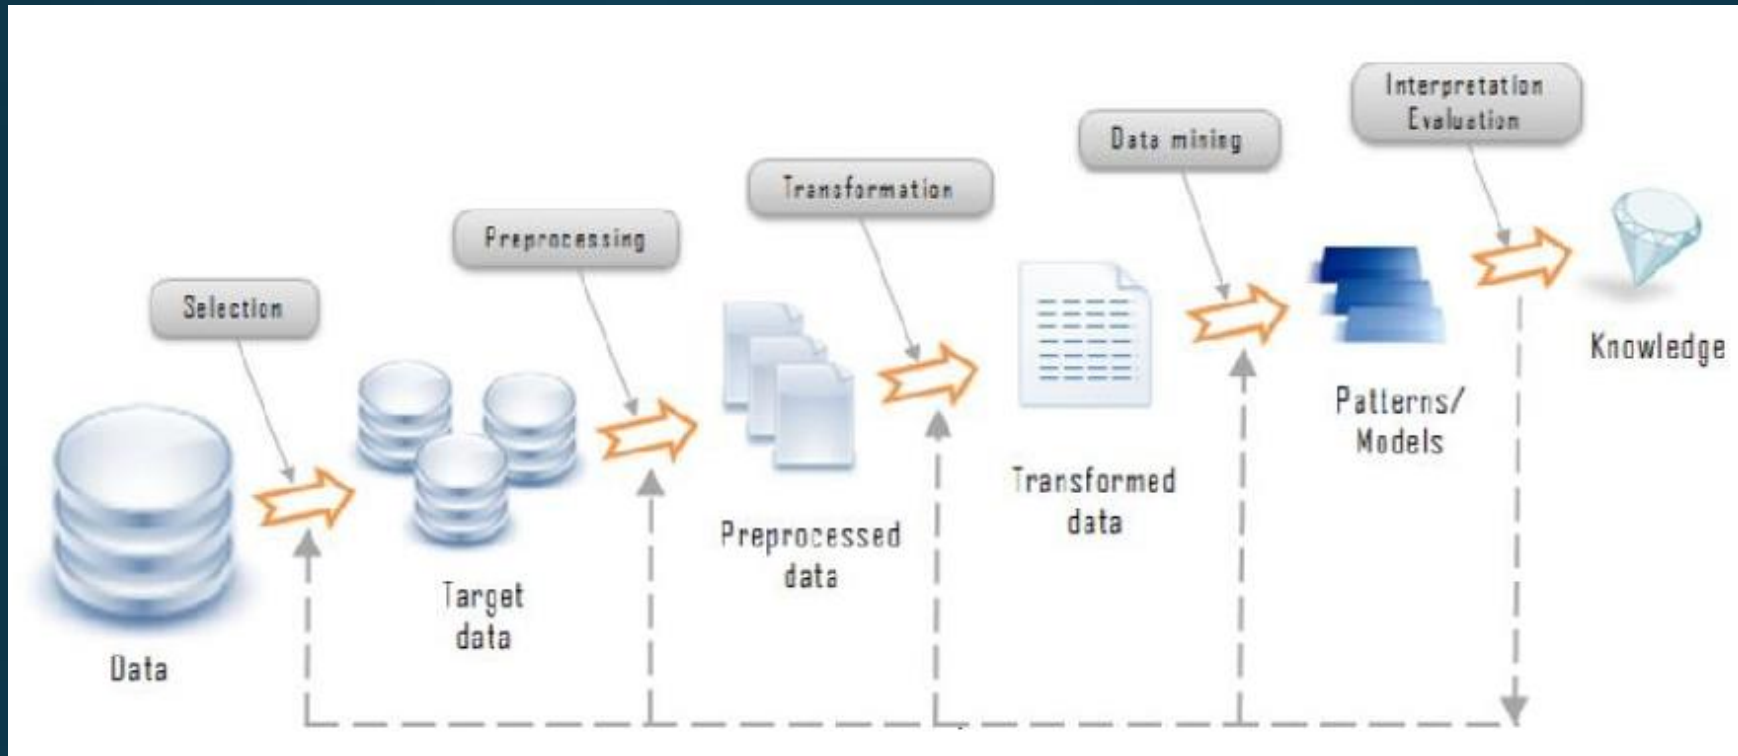 Interpretation
Evaluation
Data mining
Transformation
Preprocessing
Selection
Knowledge
Patterns/
Models
Transformed
data
Preprocessed
data
Target
data
Data